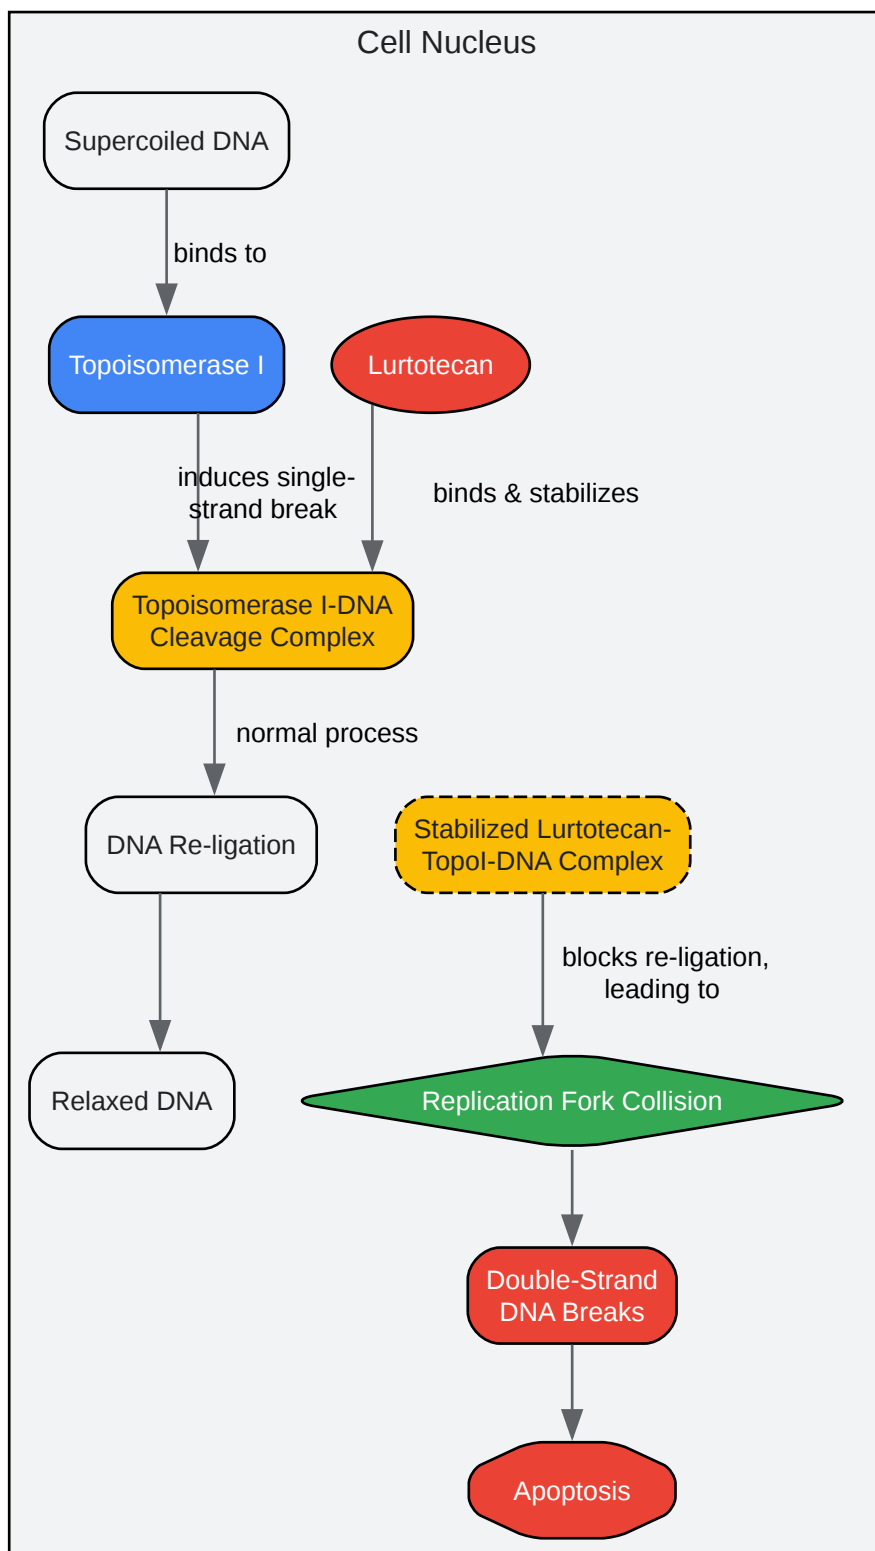 Cell Nucleus
Supercoiled DNA
binds to
Topoisomerase I
Lurtotecan
induces single-
strand break
binds & stabilizes
Topoisomerase I-DNA
Cleavage Complex
normal process
DNA Re-ligation
Stabilized Lurtotecan-
TopoI-DNA Complex
blocks re-ligation,
leading to
Relaxed DNA
Replication Fork Collision
Double-Strand
DNA Breaks
Apoptosis